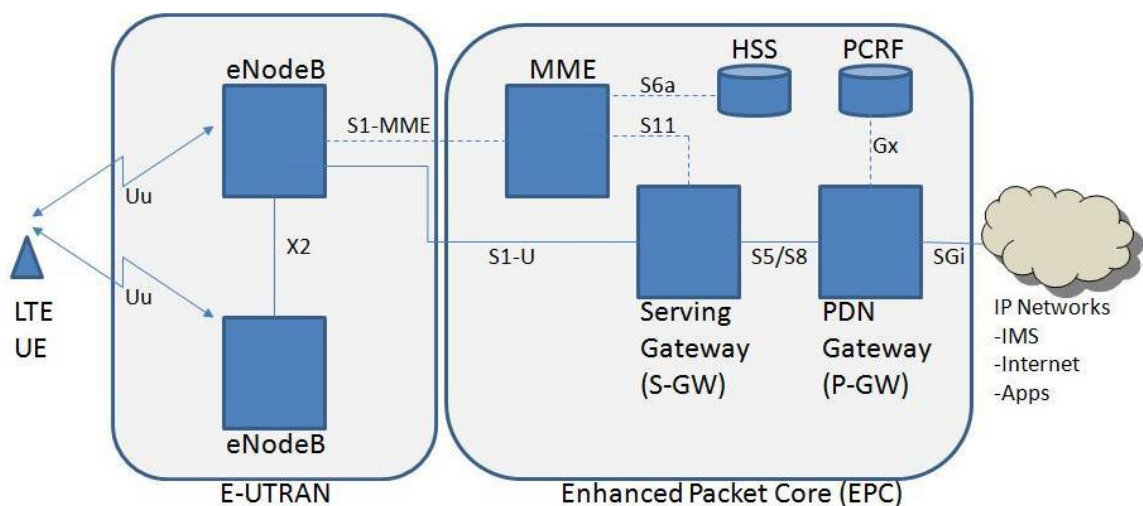 eNodeB
MME
HSS
PCRF
S6a
S1-MME
S11
Gx
Uu
X2
S1-U
S5/S8
SGi
Uu
LTE
UE
Serving
Gateway
(S-GW)
PDN
Gateway
(P-GW)
IP Networks
-IMS
-Internet
-Apps
eNodeB
E-UTRAN
Enhanced Packet Core (EPC)